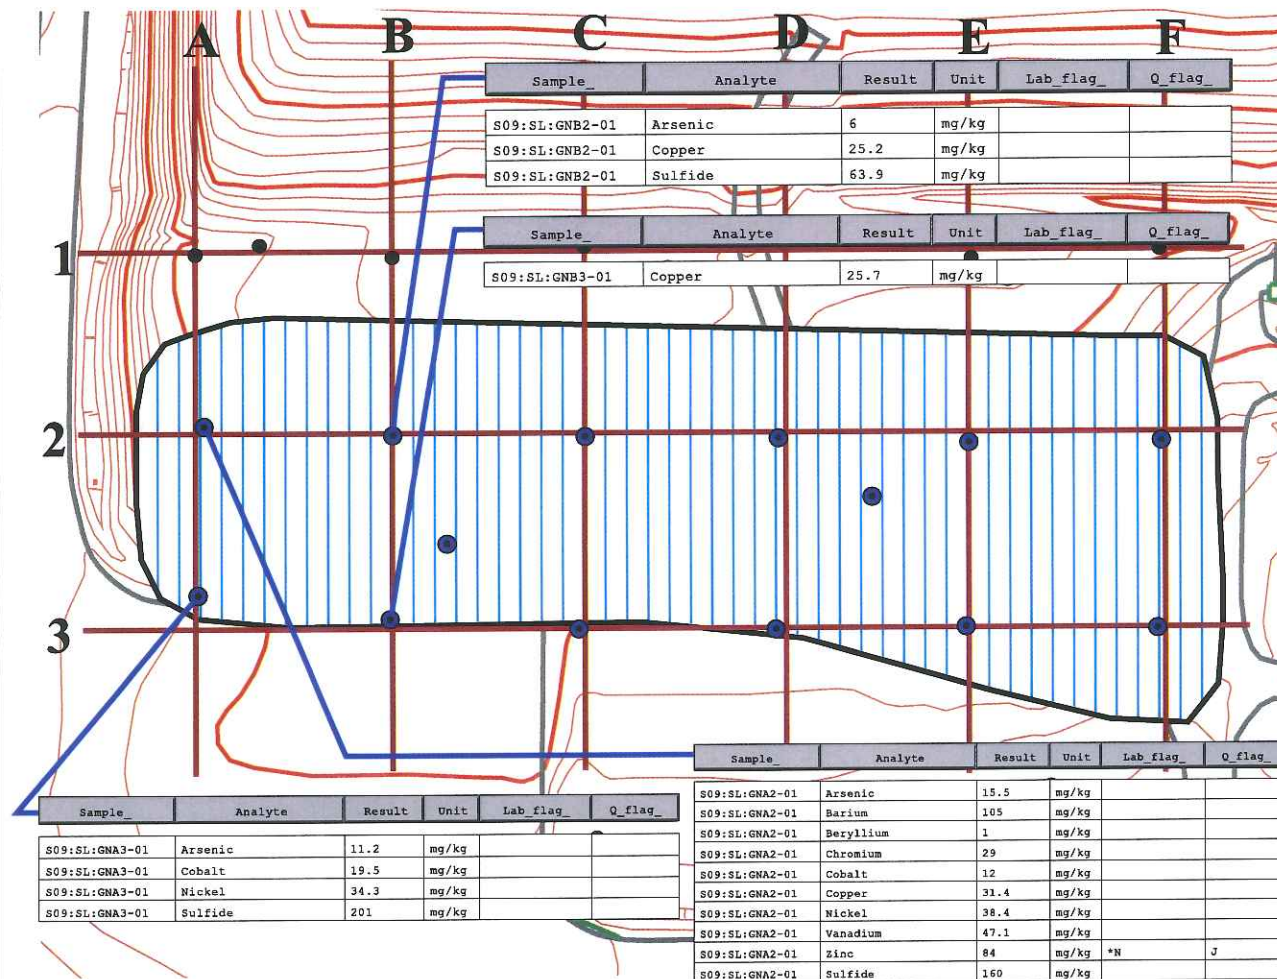 A B C D E F
Sample_ Analyte Result Unit Lab_flag_ Q_flag_
S09:SL:GNB2-01 Arsenic 6 mg/kg
S09:SL:GNB2-01 Copper 25.2 mg/kg
S09:SL:GNB2-01 Sulfide 63.9 mg/kg
Sample_ Analyte Result Unit Lab_flag_ Q_flag_
1
S09:SL:GNB3-01 Copper 25.7 mg/kg
2
3
Sample_ Analyte Result Unit Lab_flag_ Q_flag_
S09:SL:GNA3-01 Arsenic 11.2 mg/kg
S09:SL:GNA3-01 Cobalt 19.5 mg/kg
S09:SL:GNA3-01 Nickel 34.3 mg/kg
S09:SL:GNA3-01 Sulfide 201 mg/kg
Sample_ Analyte Result Unit Lab_flag_ Q_flag_
S09:SL:GNA2-01 Arsenic 15.5 mg/kg
S09:SL:GNA2-01 Barium 105 mg/kg
S09:SL:GNA2-01 Beryllium 1 mg/kg
S09:SL:GNA2-01 Chromium 29 mg/kg
S09:SL:GNA2-01 Cobalt 12 mg/kg
S09:SL:GNA2-01 Copper 31.4 mg/kg
S09:SL:GNA2-01 Nickel 38.4 mg/kg
S09:SL:GNA2-01 Vanadium 47.1 mg/kg
S09:SL:GNA2-01 Zinc 84 mg/kg *N J
S09:SL:GNA2-01 Sulfide 160 mg/kg